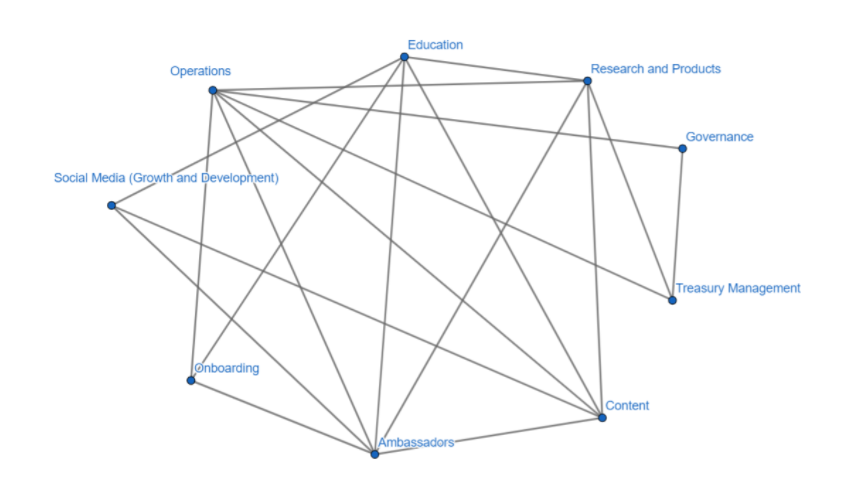 Education
Operations
Research and Products
Governance
Social Media (Growth and Development)
Treasury Management
Onboarding
Content
Ambassadors